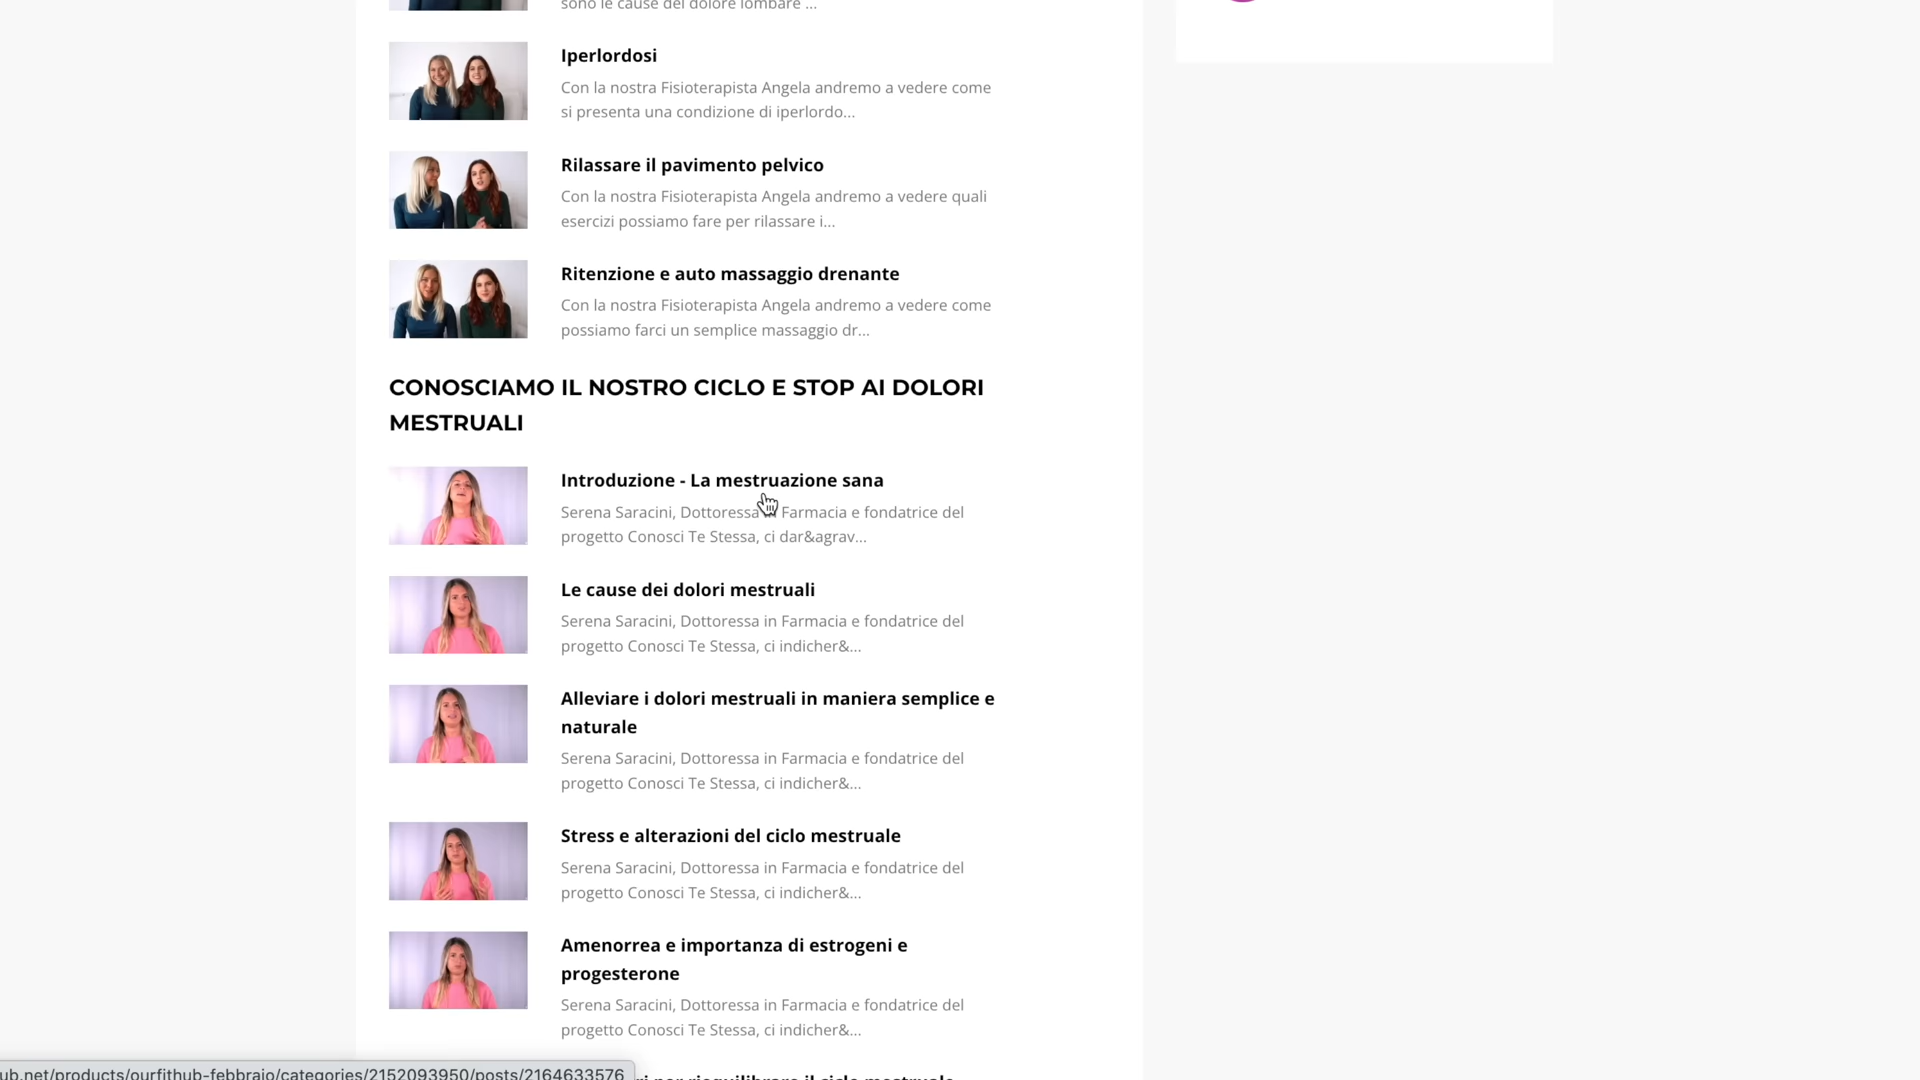 sono le cause del dolore lombare ...
Iperlordosi
Con la nostra Fisioterapista Angela andremo a vedere come
si presenta una condizione di iperlordo...
Rilassare il pavimento pelvico
Con la nostra Fisioterapista Angela andremo a vedere quali
esercizi possiamo fare per rilassare i...
Ritenzione e auto massaggio drenante
Con la nostra Fisioterapista Angela andremo a vedere come
possiamo farci un semplice massaggio dr...
CONOSCIAMO IL NOSTRO CICLO E STOP AI DOLORI
MESTRUALI
Introduzione - La mestruazione sana
Serena Saracini, Dottoressa in Farmacia e fondatrice del
progetto Conosci Te Stessa, ci dar&agrav...
Le cause dei dolori mestruali
Serena Saracini, Dottoressa in Farmacia e fondatrice del
progetto Conosci Te Stessa, ci indicher&...
Alleviare i dolori mestruali in maniera semplice e
naturale
Serena Saracini, Dottoressa in Farmacia e fondatrice del
progetto Conosci Te Stessa, ci indicher&...
Stress e alterazioni del ciclo mestruale
Serena Saracini, Dottoressa in Farmacia e fondatrice del
progetto Conosci Te Stessa, ci indicher&...
Amenorrea e importanza di estrogeni e
progesterone
Serena Saracini, Dottoressa in Farmacia e fondatrice del
progetto Conosci Te Stessa, ci indicher&...
per riequilibrare il ciclo mestruale
ub.net/products/ourfithub-febbraio/categories/2152093950/posts/2164633576